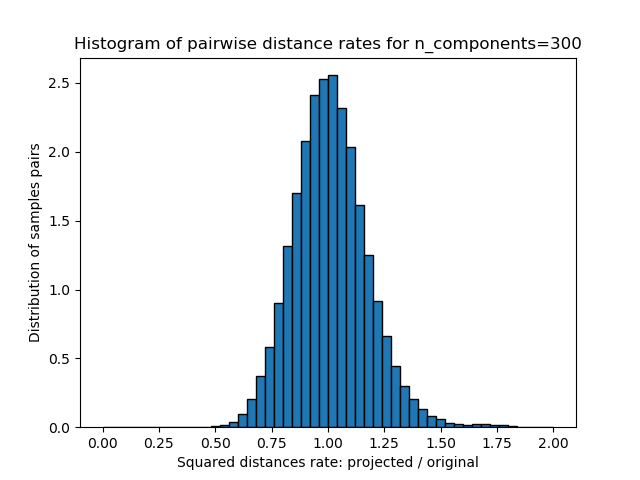 Histogram of pairwise distance rates for n_components=300
2.5
2.0
1.5
1.0
0.5
0.0
Distribution of samples pairs
0.00 0.25 0.50 0.75 1.00 1.25 1.50 1.75 2.00
Squared distances rate: projected / original